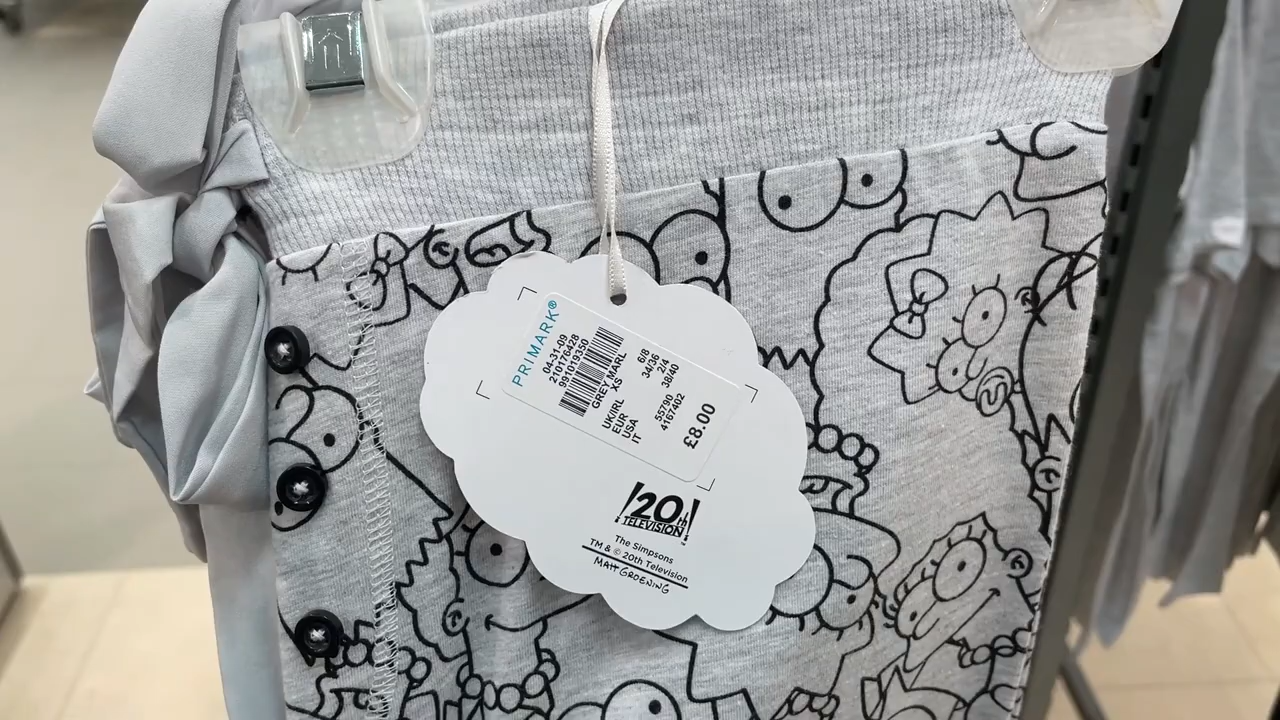 PRIMARK®
04-31-09
210176428
991019350
GREY MARL
XS
UK/IRL 6/8
EUR 34/36
USA 2/4
IT 38/40
55790
4167402
£8.00
20th
TELEVISION
The Simpsons
TM & © 20th Television
MATT GROENING